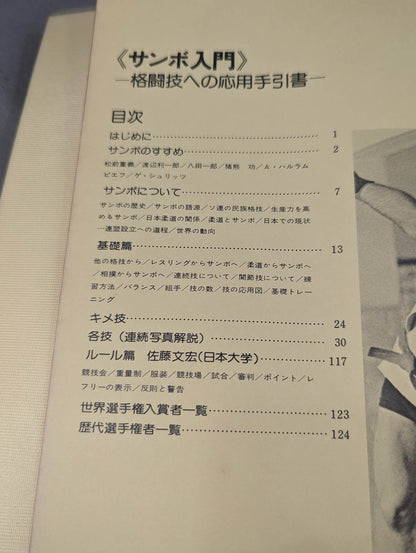 《サンボ入門》
―格闘技への応用手引書―
目次
はじめに……………………………1
サンボのすすめ……………………2
松前重義／渡辺利一郎／八田一郎／猪熊　功／A・ハルラム
ピエフ／ゲ・シュリッツ
サンボについて……………………7
サンボの歴史／サンボの語源／ソ連の民族格技／生産力を高
めるサンボ／日本柔道の関係／柔道とサンボ／日本での現状
…連盟設立への道程／世界の動向
基礎篇………………………………13
他の格技から／レスリングからサンボへ／柔道からサンボへ
／相撲からサンボへ／連続技について／関節技について／練
習方法／バランス／組手／技の数／技の応用図／基礎トレー
ニング
キメ技………………………………24
各技（連続写真解説）……………30
ルール篇　佐藤文宏(日本大学)……117
競技会／重量制／服装／競技場／試合／審判／ポイント／レ
フリーの表示／反則と警告
世界選手権入賞者一覧……………123
歴代選手権者一覧…………………124